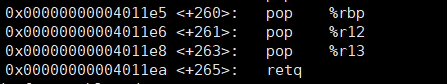 0x00000000004011e5 <+260>: pop %rbp
0x00000000004011e6 <+261>: pop %r12
0x00000000004011e8 <+263>: pop %r13
0x00000000004011ea <+265>: retq